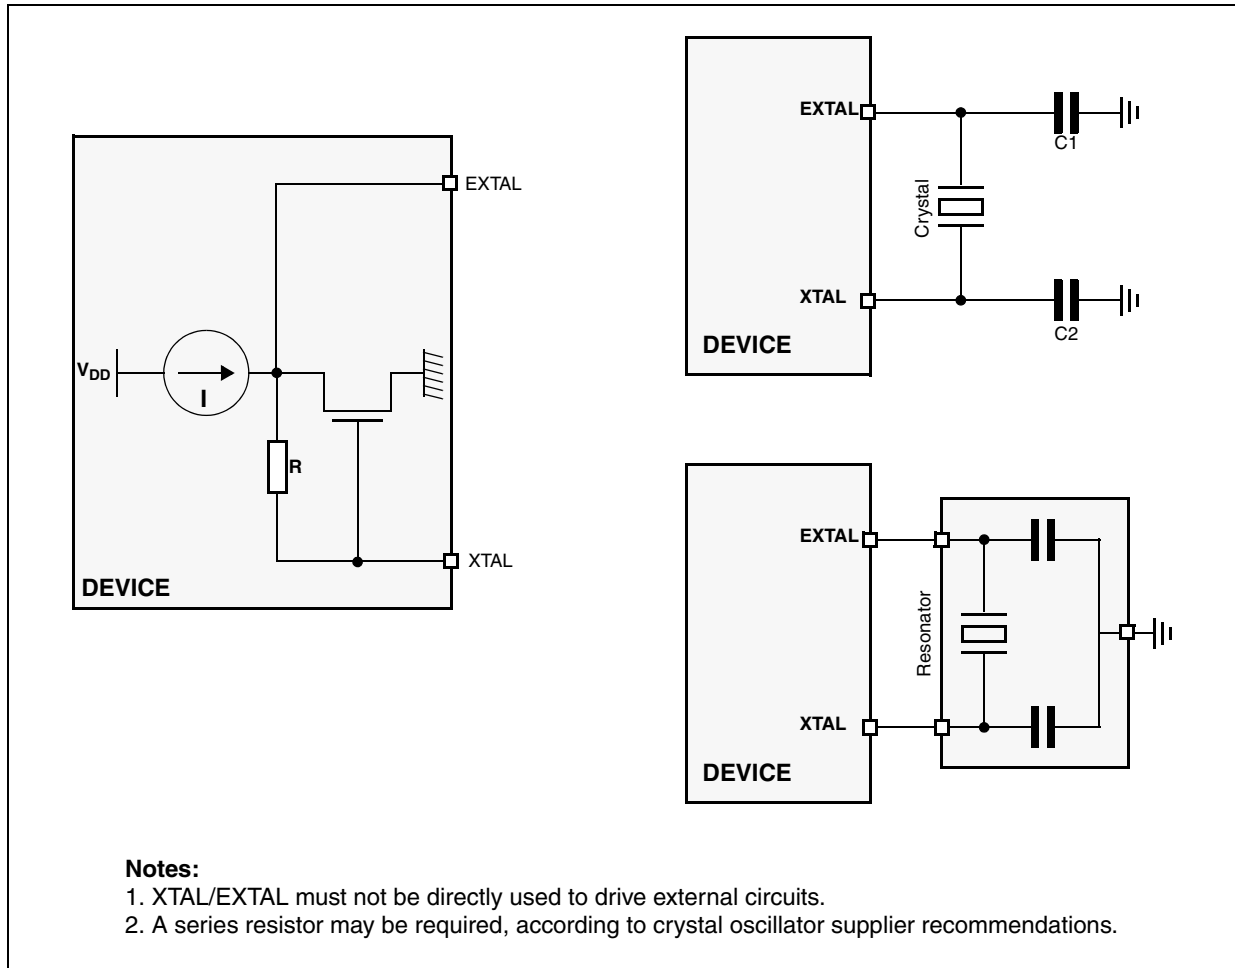 EXTAL
V_DD
I
R
XTAL
DEVICE
EXTAL
C1
Crystal
XTAL
C2
DEVICE
EXTAL
Resonator
XTAL
DEVICE
Notes:
1. XTAL/EXTAL must not be directly used to drive external circuits.
2. A series resistor may be required, according to crystal oscillator supplier recommendations.